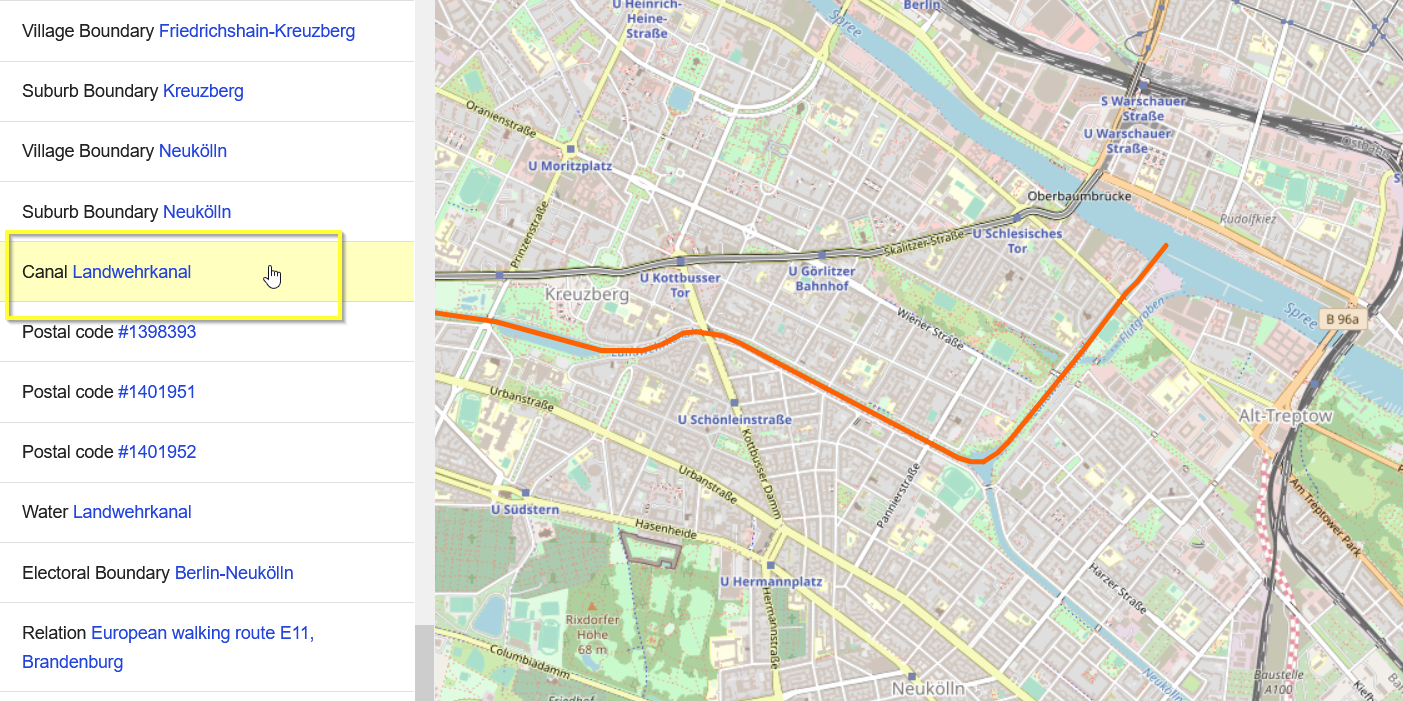 Village Boundary Friedrichshain-Kreuzberg
Suburb Boundary Kreuzberg
Village Boundary Neukölln
Suburb Boundary Neukölln
Canal Landwehrkanal
Postal code #1398393
Postal code #1401951
Postal code #1401952
Water Landwehrkanal
Electoral Boundary Berlin-Neukölln
Relation European walking route E11,
Brandenburg
U Heinrich-
Heine-
Straße
Spree
Berlin
Oranienstraße
U Moritzplatz
S Warschauer
Straße
U Warschauer
Straße
Oberbaumbrücke
Rudolfkiez
Prinzenstraße
U Schlesisches
Tor
Skalitzer-Straße
U Kottbusser
Tor
U Görlitzer
Bahnhof
Kreuzberg
Wiener Straße
Flutgraben
Spree
B 96a
Urbanstraße
U Schönleinstraße
Alt-Treptow
Kottbusser Damm
Urbanstraße
Pannierstraße
U Südstern
Hasenheide
Am Treptower Park
U Hermannplatz
Harzer Straße
Hermannstraße
Rixdorfer
Höhe
68 m
Columbiadamm
Neukölln
Baustelle
A100